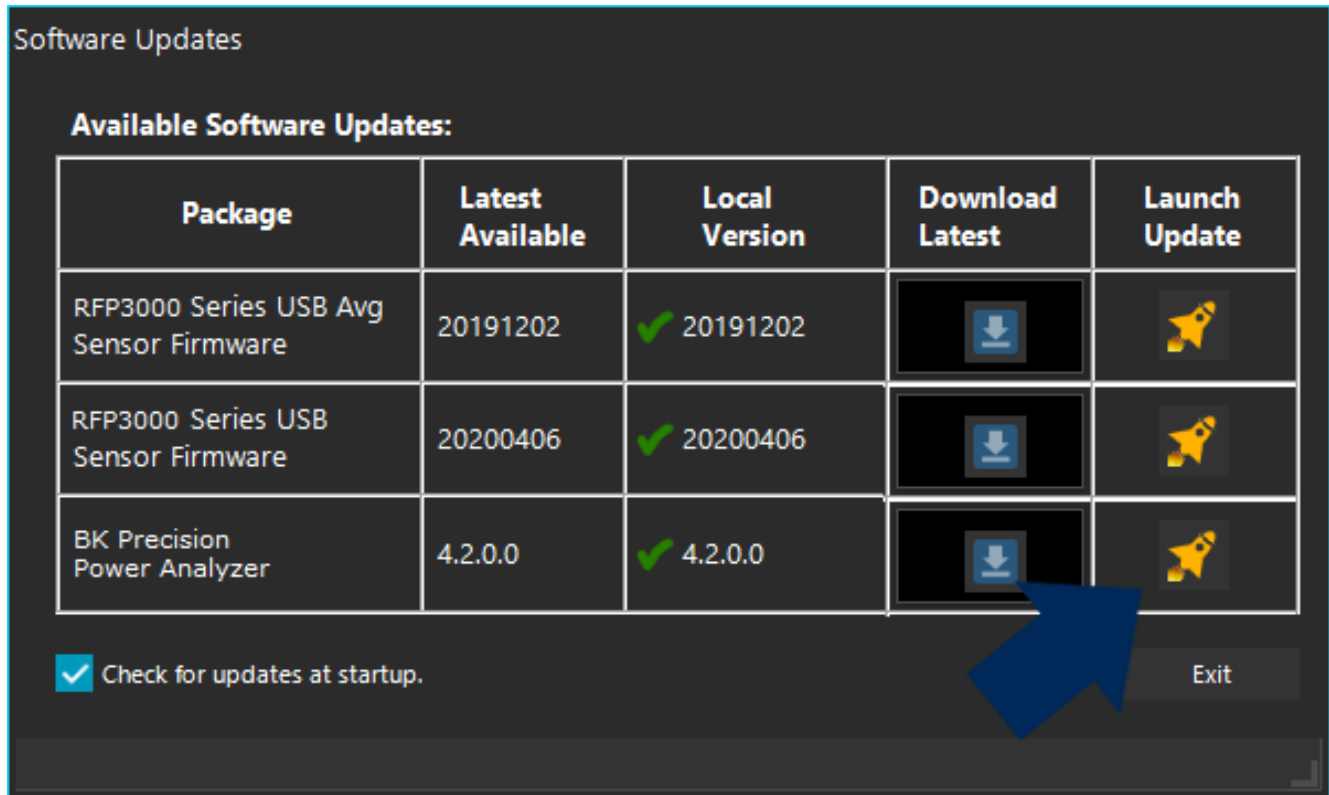 Software Updates
Available Software Updates:
Package
Latest
Available
Local
Version
Download
Latest
Launch
Update
RFP3000 Series USB Avg
Sensor Firmware
20191202
20191202
RFP3000 Series USB
Sensor Firmware
20200406
20200406
BK Precision
Power Analyzer
4.2.0.0
4.2.0.0
Check for updates at startup.
Exit